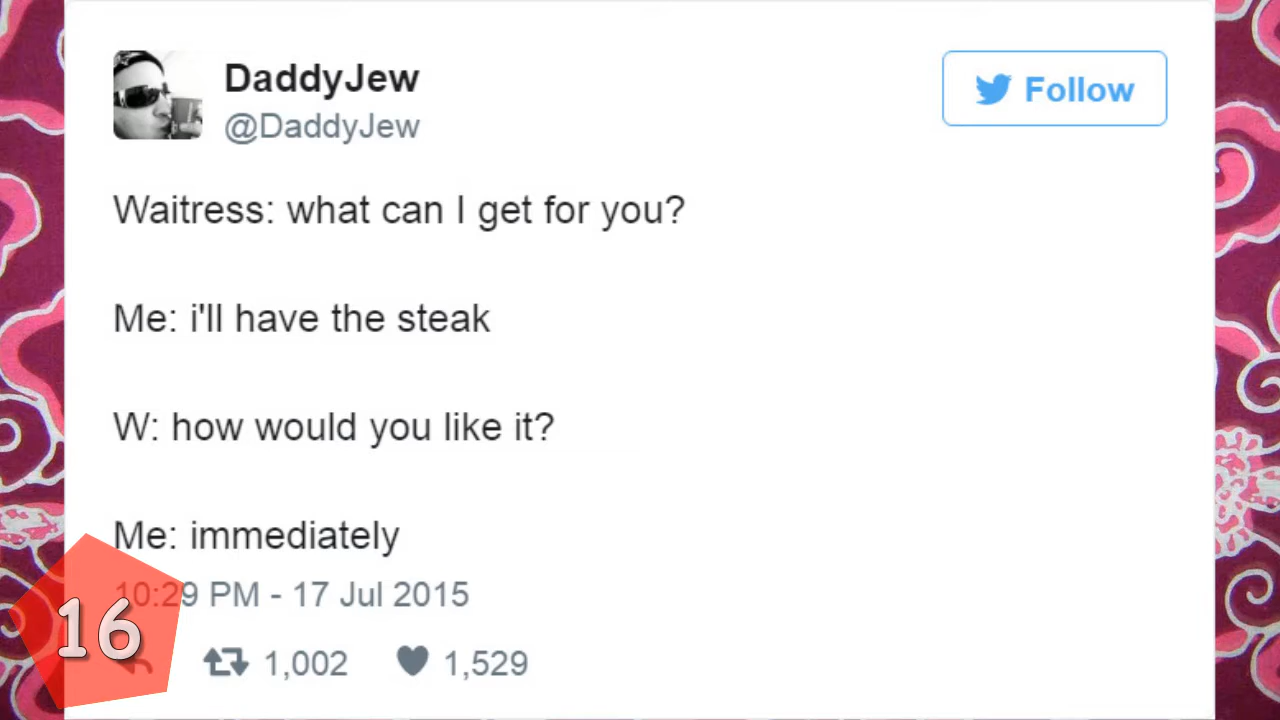 DaddyJew
@DaddyJew
Follow
Waitress: what can I get for you?
Me: i'll have the steak
W: how would you like it?
Me: immediately
10:29 PM - 17 Jul 2015
16
1,002 1,529